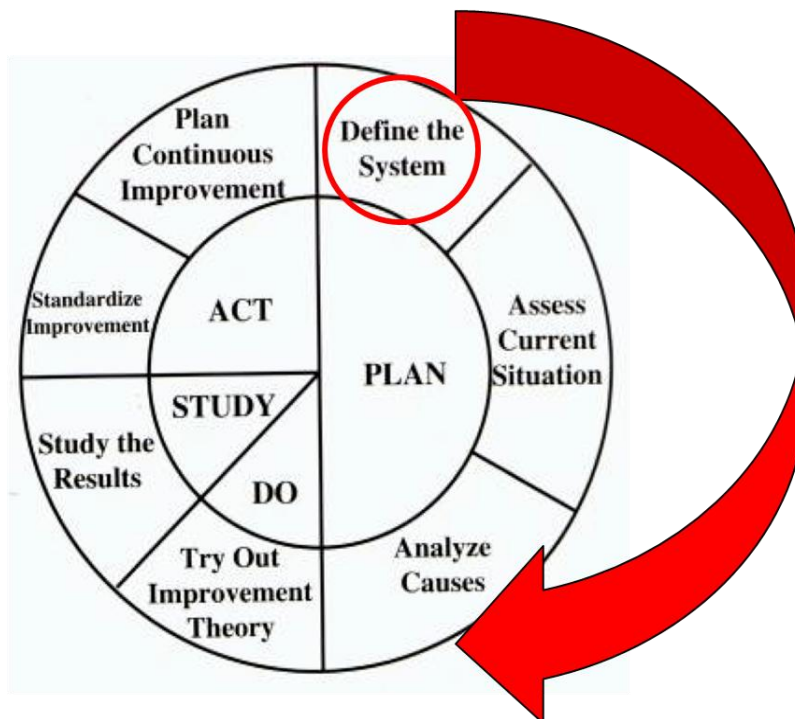 Define the
System
Assess
Current
Situation
Analyze
Causes
Try Out
Improvement
Theory
Study the
Results
Standardize
Improvement
Plan
Continuous
Improvement
ACT
PLAN
STUDY
DO